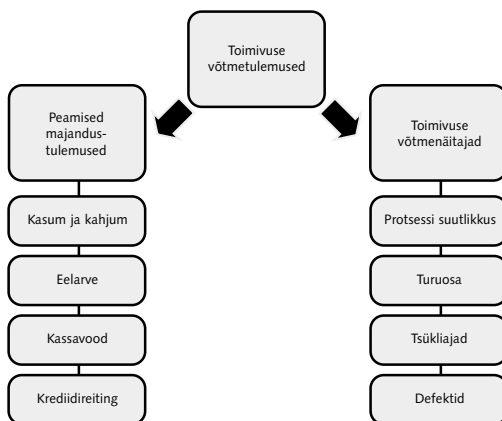 Toimivuse
võtmetulemused
Peamised
majandus-
tulemused
Kasum ja kahjum
Eelarve
Kassavood
Krediidireiting
Toimivuse
võtmenäitajad
Protsessi suutlikkus
Turuosa
Tsükliajad
Defektid